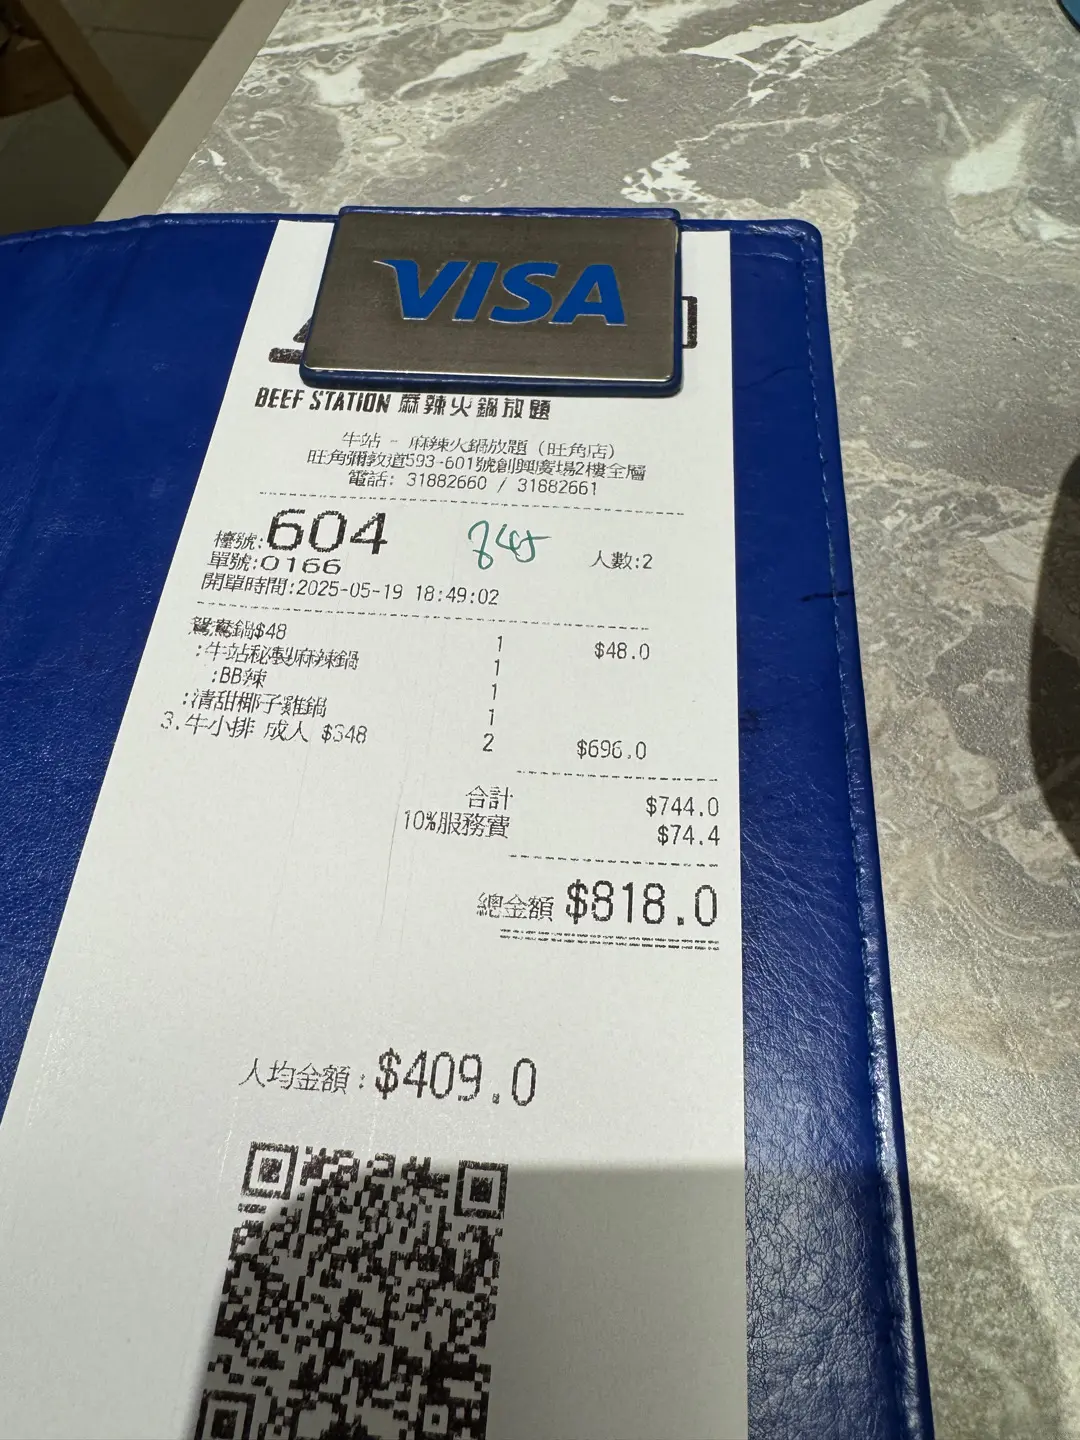 VISA
BEEF STATION 麻辣火鍋放題
牛站 - 麻辣火鍋放題（旺角店）
旺角彌敦道593-601號創興廣場2樓全層
電話: 31882660 / 31882661
檯號:604 845 人數:2
單號:0166
開單時間:2025-05-19 18:49:02
鴛鴦鍋$48 1 $48.0
:牛站秘製麻辣鍋 1
:BB辣 1
:清甜椰子雞鍋 1
3.牛小排 成人 $348 2 $696.0
合計 $744.0
10%服務費 $74.4
總金額 $818.0
人均金額: $409.0